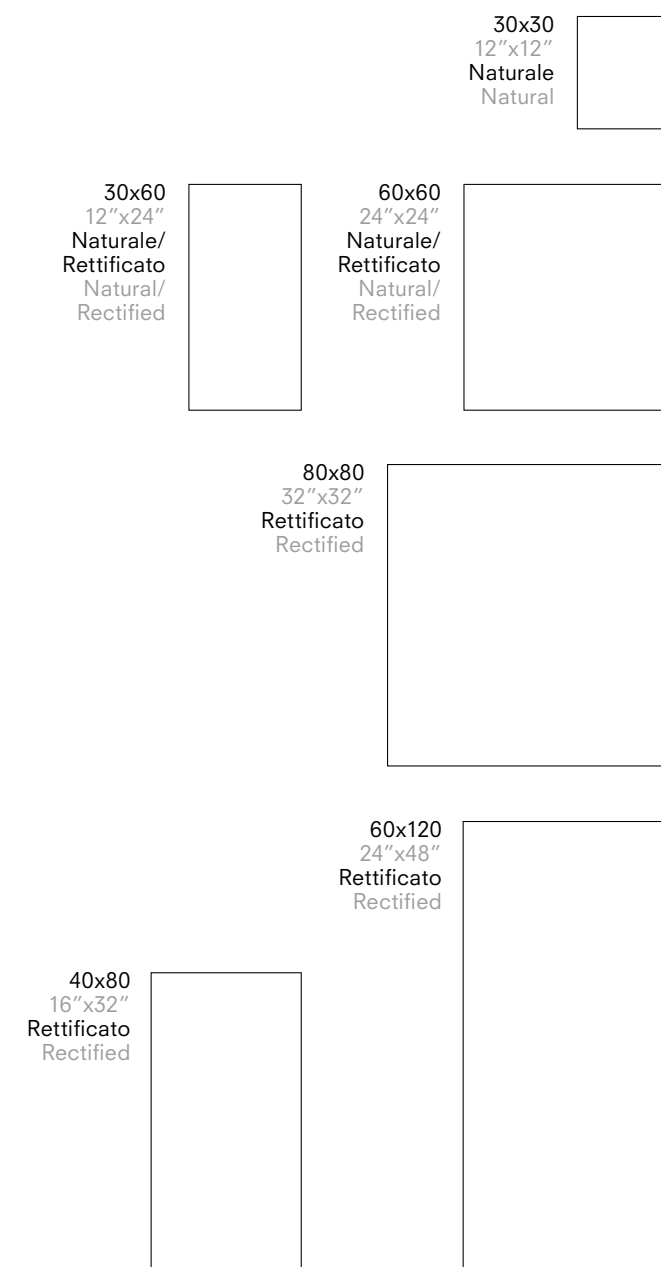 30x30
12″x12″
Naturale
Natural
30x60
12″x24″
Naturale/
Rettificato
Natural/
Rectified
60x60
24″x24″
Naturale/
Rettificato
Natural/
Rectified
80x80
32″x32″
Rettificato
Rectified
60x120
24″x48″
Rettificato
Rectified
40x80
16″x32″
Rettificato
Rectified